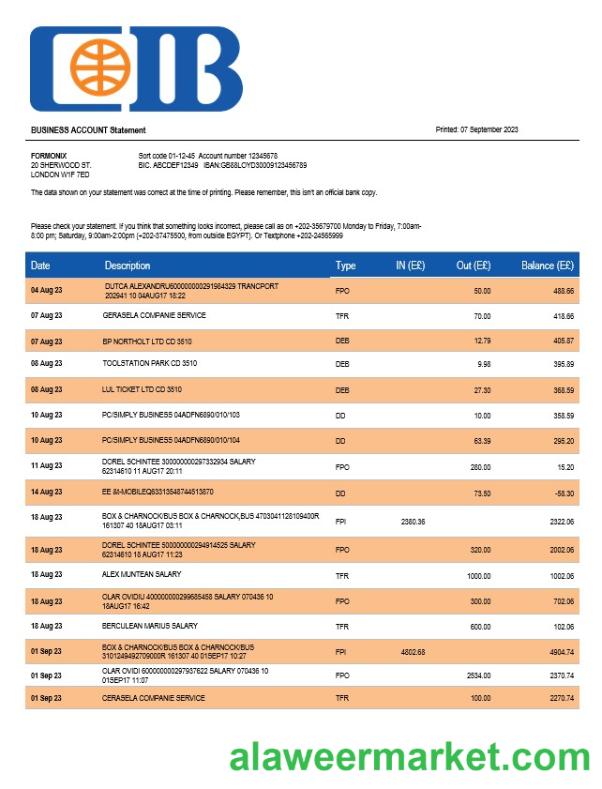 CIB
BUSINESS ACCOUNT Statement Printed: 07 September 2023
FORMONIX Sort code 01-12-45 Account number 12345678
20 SHERWOOD ST. BIC. ABCDEF12349 IBAN:GB88LOYD30009123456789
LONDON W1F 7ED
The data shown on your statement was correct at the time of printing. Please remember, this isn't an official bank copy.
Please check your statement. If you think that something looks incorrect, please call as on +202-35679700 Monday to Friday, 7:00am-
8:00 pm; Saturday, 9:00am-2:00pm (+202-37475500, from outside EGYPT). Or Textphone +202-24565999
Date Description Type IN (E£) Out (E£) Balance (E£)
04 Aug 23 DUTCA ALEXANDRU600000000291984329 TRANCPORT FPO 50.00 488.66
202941 10 04AUG17 18:22
07 Aug 23 GERASELA COMPANIE SERVICE TFR 70.00 418.66
07 Aug 23 BP NORTHOLT LTD CD 3510 DEB 12.79 405.87
08 Aug 23 TOOLSTATION PARK CD 3510 DEB 9.98 395.89
08 Aug 23 LUL TICKET LTD CD 3510 DEB 27.30 368.59
10 Aug 23 PC/SIMPLY BUSINESS 04ADFN6890/010/103 DD 10.00 358.59
10 Aug 23 PC/SIMPLY BUSINESS 04ADFN6890/010/104 DD 63.39 295.20
11 Aug 23 DOREL SCHINTEE 300000000297332934 SALARY FPO 280.00 15.20
62314610 11 AUG17 20:11
14 Aug 23 EE &t-MOBILEQ83313548744513870 DD 73.50 -58.30
18 Aug 23 BOX & CHARNOCK/BUS BOX & CHARNOCK,BUS 4703041128109400R FPI 2380.36 2322.06
161307 40 18AUG17 03:11
18 Aug 23 DOREL SCHINTEE 500000000294914525 SALARY FPO 320.00 2002.06
62314610 18 AUG17 11:23
18 Aug 23 ALEX MUNTEAN SALARY TFR 1000.00 1002.06
18 Aug 23 OLAR OVIDIU 400000000299685458 SALARY 070436 10 FPO 300.00 702.06
18AUG17 16:42
18 Aug 23 BERCULEAN MARIUS SALARY TFR 600.00 102.06
01 Sep 23 BOX & CHARNOCK/BUS BOX & CHARNOCK/BUS FPI 4802.68 4904.74
3101249492709000R 161307 40 01SEP17 10:27
01 Sep 23 OLAR OVIDI 600000000297937622 SALARY 070436 10 FPO 2534.00 2370.74
01SEP17 11:07
01 Sep 23 CERASELA COMPANIE SERVICE TFR 100.00 2270.74
alaweermarket.com